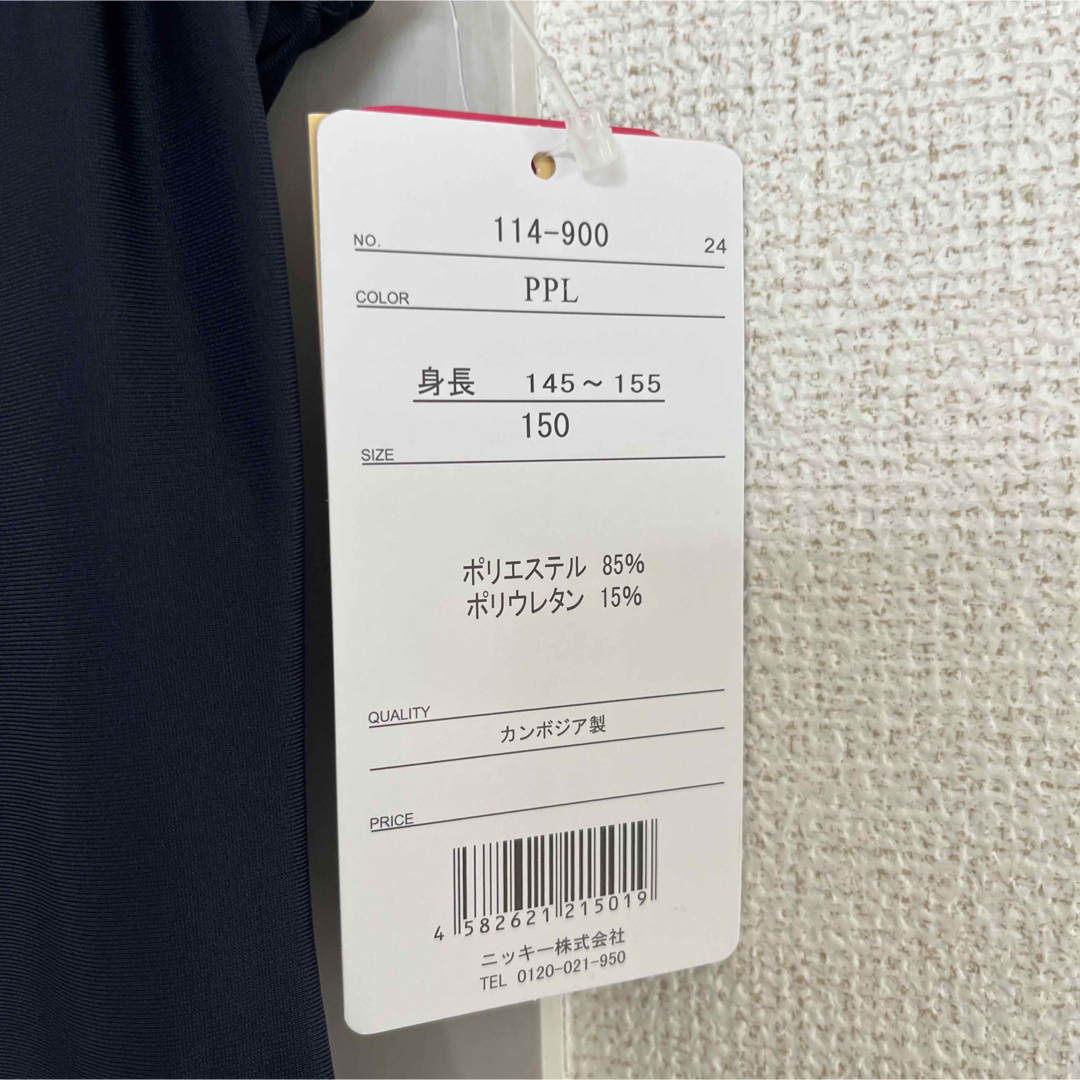 NO. 114-900 24
COLOR PPL
身長 145～155
150
SIZE
ポリエステル 85%
ポリウレタン 15%
QUALITY
カンボジア製
PRICE
4 582621 215019
ニッキー株式会社
TEL 0120-021-950